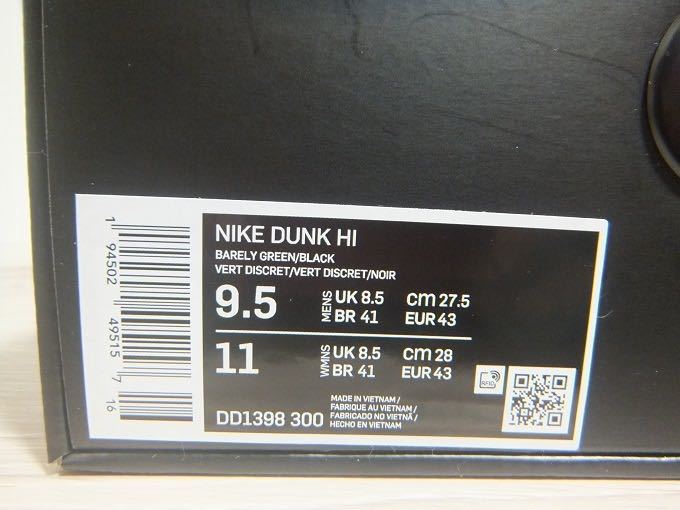 NIKE DUNK HI
BARELY GREEN/BLACK
VERT DISCRET/VERT DISCRET/NOIR
9.5 MENS UK 8.5 cm 27.5
BR 41 EUR 43
11 WMNS UK 8.5 cm 28
BR 41 EUR 43
RFID
DD1398 300
MADE IN VIETNAM /
FABRIQUE AU VIETNAM /
FABRICADO NO VIETNÃ /
HECHO EN VIETNAM
1 94502 49515 7 16